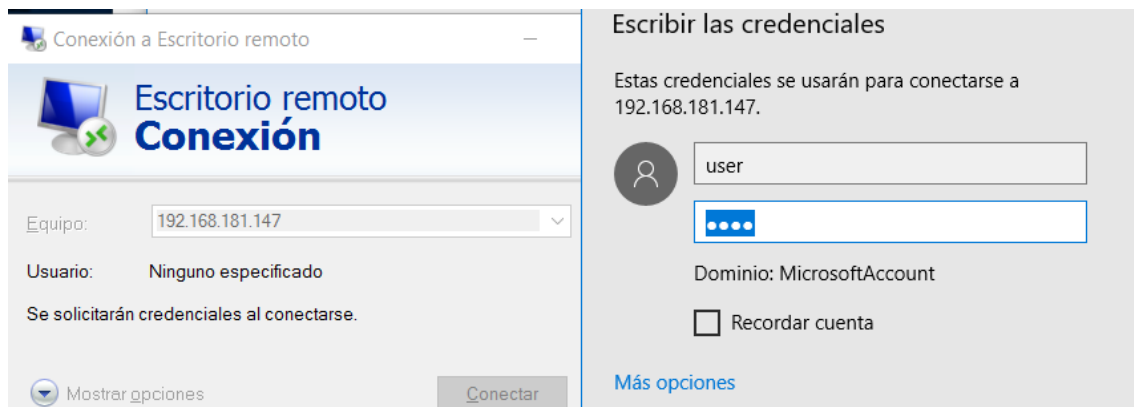 Conexión a Escritorio remoto
Escritorio remoto
Conexión
Equipo:
192.168.181.147
Usuario:
Ninguno especificado
Se solicitarán credenciales al conectarse.
Mostrar opciones
Conectar
Escribir las credenciales
Estas credenciales se usarán para conectarse a
192.168.181.147.
user
••••
Dominio: MicrosoftAccount
Recordar cuenta
Más opciones